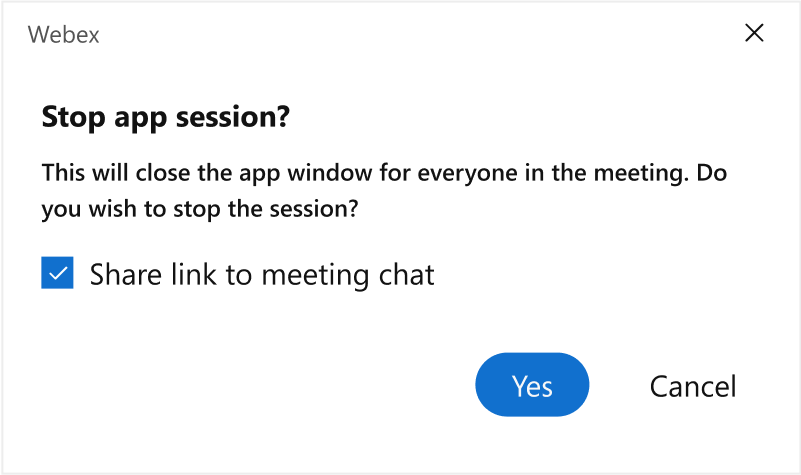 Webex
Stop app session?
This will close the app window for everyone in the meeting. Do
you wish to stop the session?
Share link to meeting chat
Yes
Cancel